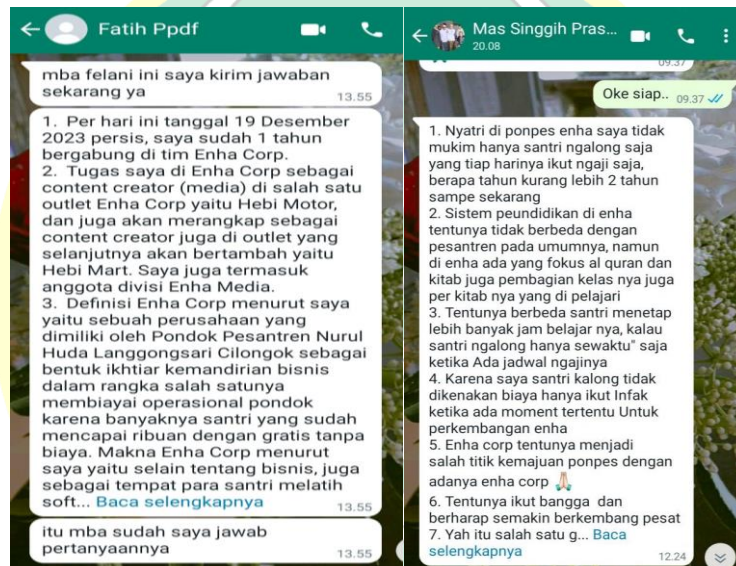 Fatih Ppdf
mba felani ini saya kirim jawaban
sekarang ya
13.55
1. Per hari ini tanggal 19 Desember
2023 persis, saya sudah 1 tahun
bergabung di tim Enha Corp.
2. Tugas saya di Enha Corp sebagai
content creator (media) di salah satu
outlet Enha Corp yaitu Hebi Motor,
dan juga akan merangkap sebagai
content creator juga di outlet yang
selanjutnya akan bertambah yaitu
Hebi Mart. Saya juga termasuk
anggota divisi Enha Media.
3. Definisi Enha Corp menurut saya
yaitu sebuah perusahaan yang
dimiliki oleh Pondok Pesantren Nurul
Huda Langgongsari Cilongok sebagai
bentuk ikhtiar kemandirian bisnis
dalam rangka salah satunya
membiayai operasional pondok
karena banyaknya santri yang sudah
mencapai ribuan dengan gratis tanpa
biaya. Makna Enha Corp menurut
saya yaitu selain tentang bisnis, juga
sebagai tempat para santri melatih
soft... Baca selengkapnya
13.55
itu mba sudah saya jawab
pertanyaannya
13.55
Mas Singgih Pras...
20.08
09.37
Oke siap..
09.37
1. Nyatri di ponpes enha saya tidak
mukim hanya santri ngalong saja
yang tiap harinya ikut ngaji saja,
berapa tahun kurang lebih 2 tahun
sampe sekarang
2. Sistem peundidikan di enha
tentunya tidak berbeda dengan
pesantren pada umumnya, namun
di enha ada yang fokus al quran dan
kitab juga pembagian kelas nya juga
per kitab nya yang di pelajari
3. Tentunya berbeda santri menetap
lebih banyak jam belajar nya, kalau
santri ngalong hanya sewaktu" saja
ketika Ada jadwal ngajinya
4. Karena saya santri kalong tidak
dikenakan biaya hanya ikut Infak
ketika ada moment tertentu Untuk
perkembangan enha
5. Enha corp tentunya menjadi
salah titik kemajuan ponpes dengan
adanya enha corp 🙏🏻
6. Tentunya ikut bangga dan
berharap semakin berkembang pesat
7. Yah itu salah satu g... Baca
selengkapnya
12.24